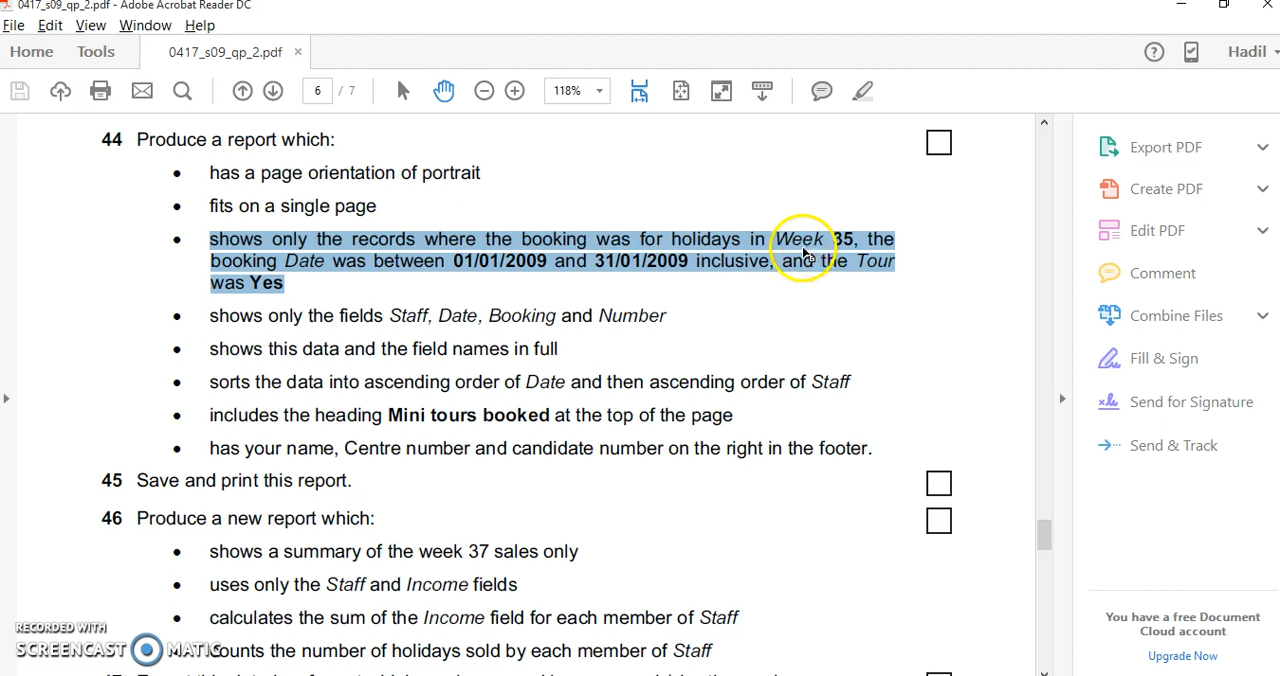 0417_s09_qp_2.pdf - Adobe Acrobat Reader DC
File Edit View Window Help
Home Tools 0417_s09_qp_2.pdf × Hadil
6 / 7 118%
44 Produce a report which:
• has a page orientation of portrait
• fits on a single page
• shows only the records where the booking was for holidays in Week 35, the
booking Date was between 01/01/2009 and 31/01/2009 inclusive, and the Tour
was Yes
• shows only the fields Staff, Date, Booking and Number
• shows this data and the field names in full
• sorts the data into ascending order of Date and then ascending order of Staff
• includes the heading Mini tours booked at the top of the page
• has your name, Centre number and candidate number on the right in the footer.
45 Save and print this report.
46 Produce a new report which:
• shows a summary of the week 37 sales only
• uses only the Staff and Income fields
• calculates the sum of the Income field for each member of Staff
counts the number of holidays sold by each member of Staff
Export PDF
Create PDF
Edit PDF
Comment
Combine Files
Fill & Sign
Send for Signature
Send & Track
You have a free Document
Cloud account
Upgrade Now
RECORDED WITH
SCREENCAST MATIC